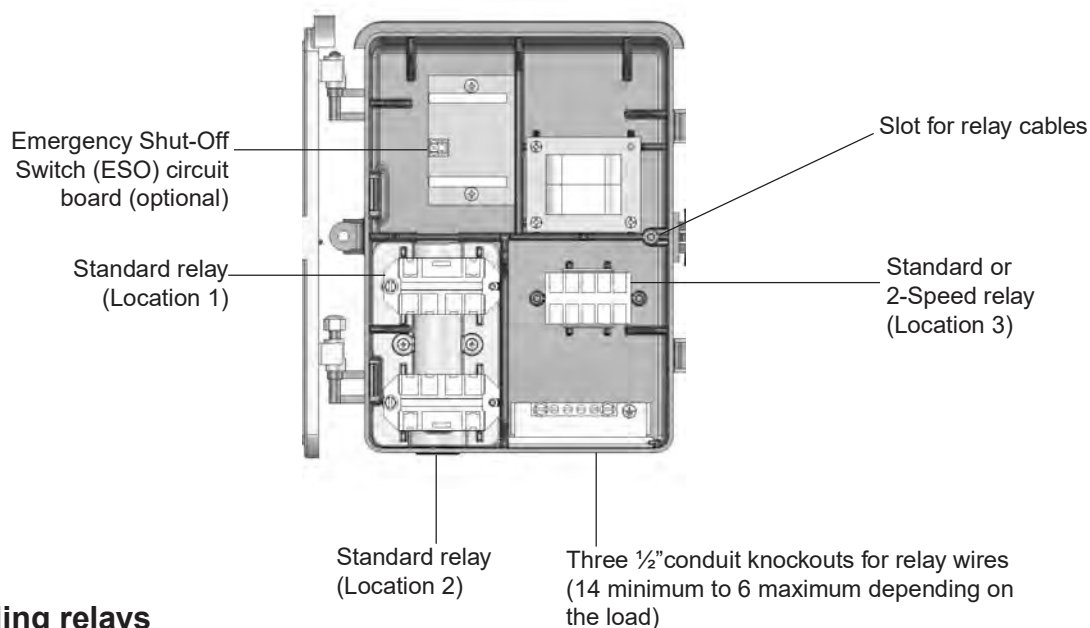 Emergency Shut-Off
Switch (ESO) circuit
board (optional)
Slot for relay cables
Standard relay
(Location 1)
Standard or
2-Speed relay
(Location 3)
Standard relay
(Location 2)
Three ½”conduit knockouts for relay wires
(14 minimum to 6 maximum depending on
the load)
relays